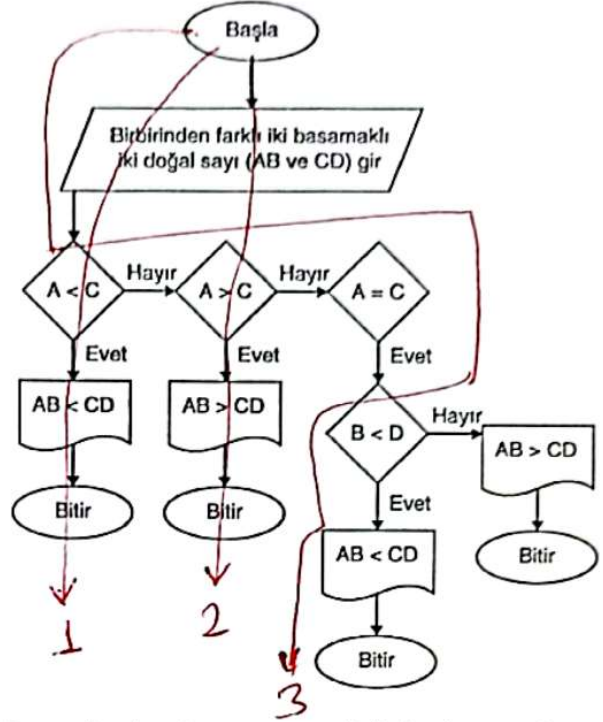 Başla
Birbirinden farklı iki basamaklı
iki doğal sayı (AB ve CD) gir
A < C
Hayır
A > C
Hayır
A = C
Evet
Evet
Evet
AB < CD
AB > CD
B < D
Hayır
AB > CD
Bitir
Bitir
Evet
AB < CD
Bitir
Bitir
1
2
3